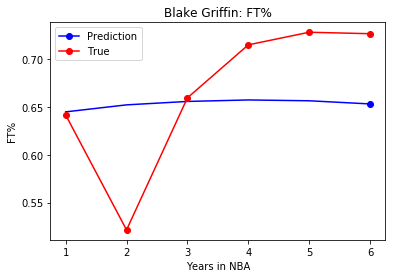 Blake Griffin: FT%
Prediction
True
FT%
0.70
0.65
0.60
0.55
1 2 3 4 5 6
Years in NBA